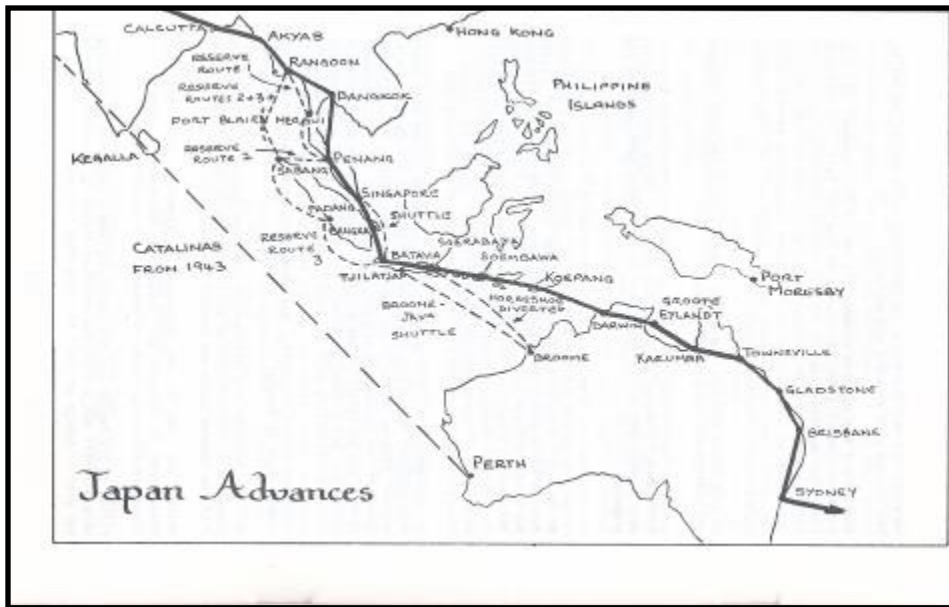 CALCUTTA
AKYAB
HONG KONG
RESERVE
ROUTE 1
RANGOON
RESERVE
ROUTES 2+3
BANGKOK
PHILIPPINE
ISLANDS
PORT BLAIR
MERGUI
KEGALLA
RESERVE
ROUTE 2
PENANG
SABANG
SINGAPORE
PADANG
SHUTTLE
BANGKA
CATALINAS
FROM 1943
RESERVE
ROUTE
3
BATAVIA
SOERABAYA
SOEMBAWA
TJILATJAP
KOEPANG
PORT
MORESBY
HORSESHOE
DIVERTED
BROOME
JAVA
SHUTTLE
GROOTE
EYLANDT
DARWIN
BROOME
KARUMBA
TOWNSVILLE
GLADSTONE
BRISBANE
PERTH
SYDNEY
Japan Advances